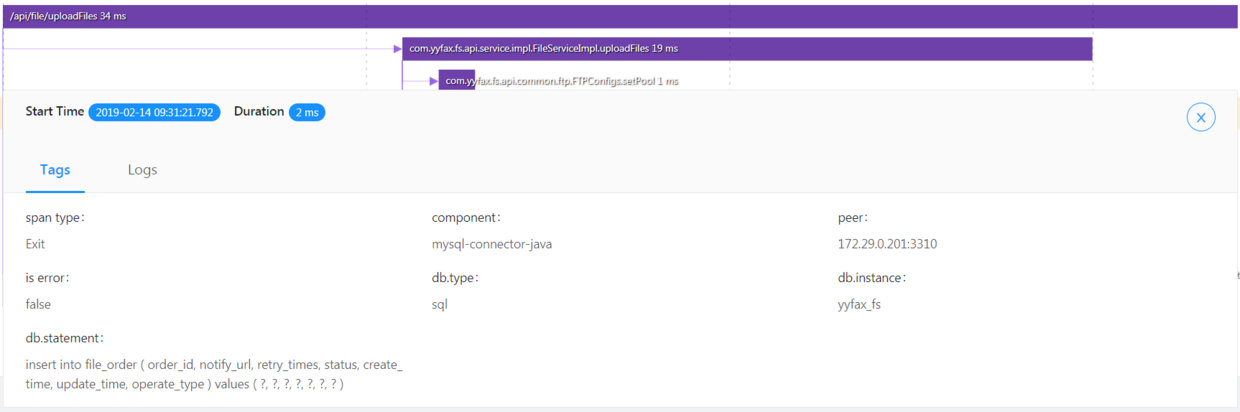 /api/file/uploadFiles 34 ms
com.yyfax.fs.api.service.impl.FileServiceImpl.uploadFiles 19 ms
com.yyfax.fs.api.common.ftp.FTPConfigs.setPool 1 ms
Start Time 2019-02-14 09:31:21.792 Duration 2 ms
X
Tags Logs
span type: component: peer:
Exit mysql-connector-java 172.29.0.201:3310
is error: db.type: db.instance:
false sql yyfax_fs
db.statement:
insert into file_order ( order_id, notify_url, retry_times, status, create_
time, update_time, operate_type ) values ( ?, ?, ?, ?, ?, ?, ? )